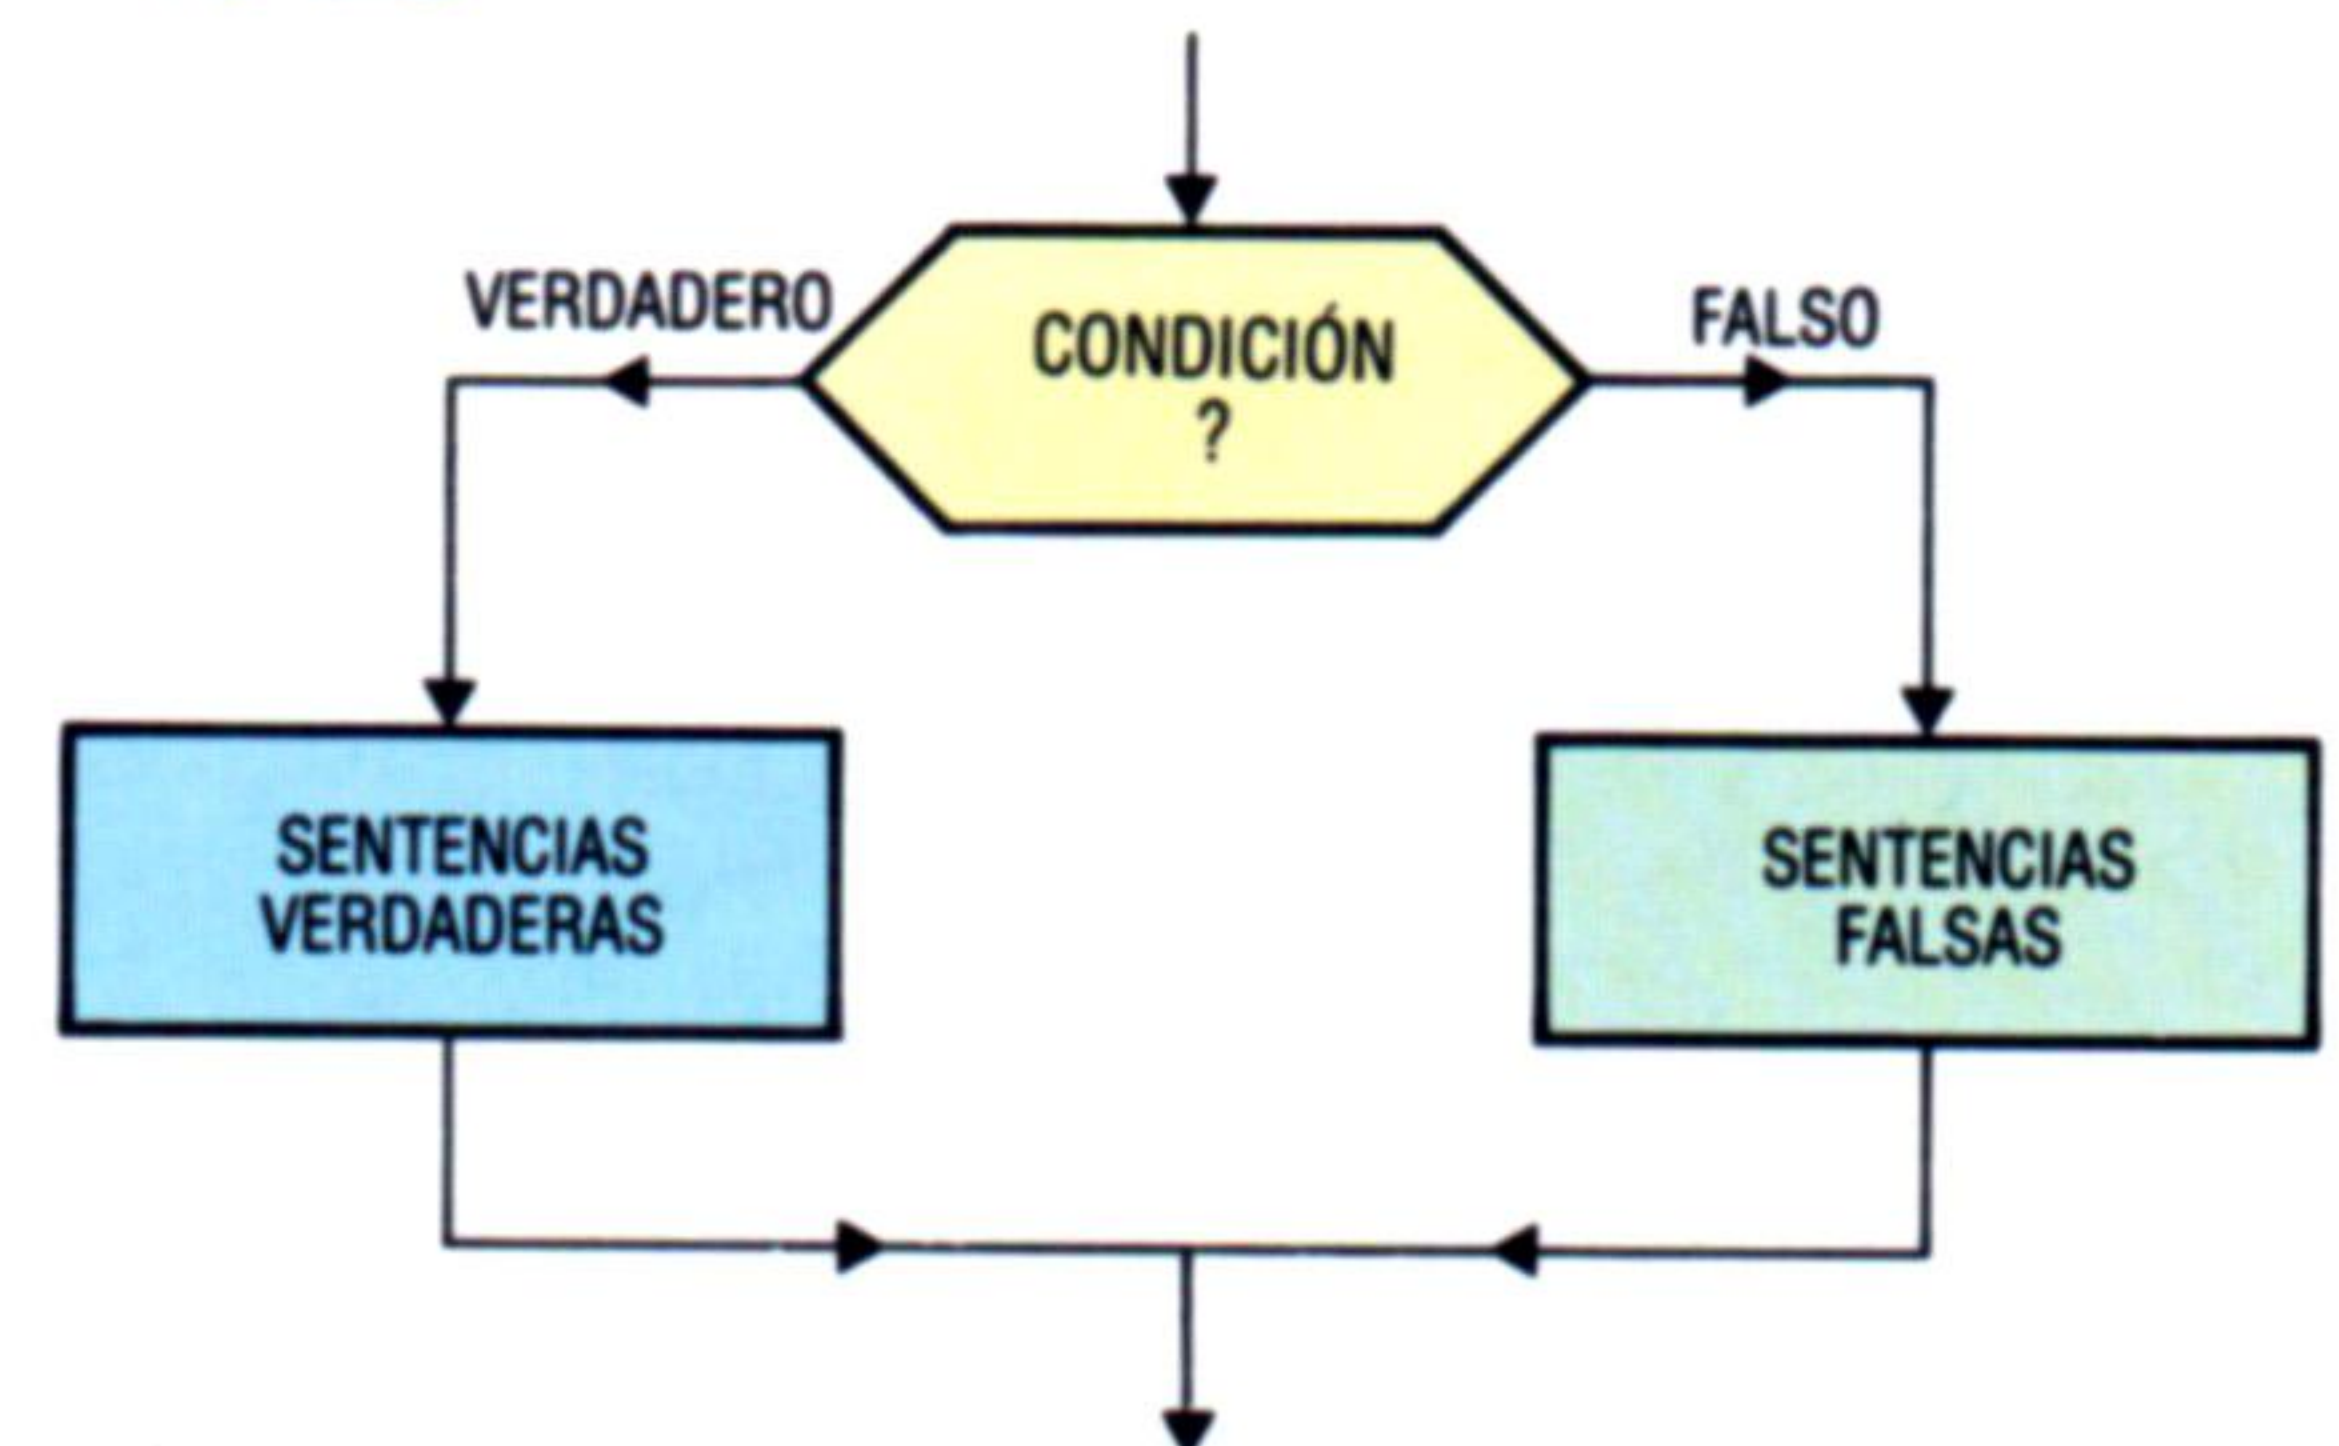 VERDADERO
CONDICIÓN
?
FALSO
SENTENCIAS
VERDADERAS
SENTENCIAS
FALSAS